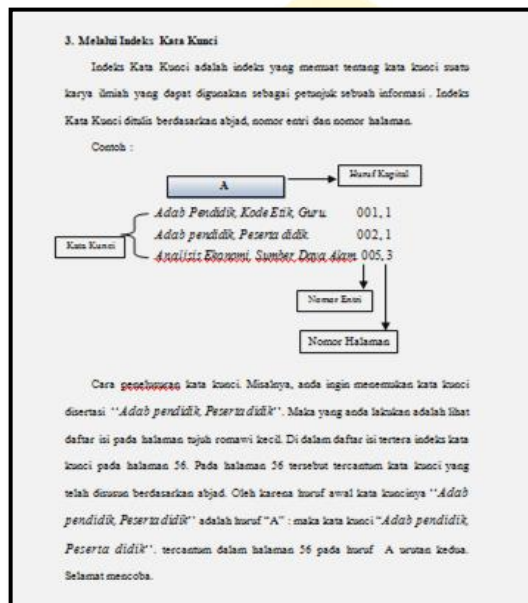 3. Melalui Indeks Kata Kunci
Indeks Kata Kunci adalah indeks yang memuat tentang kata kunci suatu
karya ilmiah yang dapat digunakan sebagai petunjuk sebuah informasi . Indeks
Kata Kunci ditulis berdasarkan abjad, nomor entri dan nomor halaman.
Contoh :
Huruf Kapital
A
Adab Pendidik, Kode Etik, Guru. 001, 1
Adab pendidik, Peserta didik. 002, 1
Kata Kunci
Analisis Ekonomi, Sumber Daya Alam 005, 3
Nomor Entri
Nomor Halaman
Cara penelusuran kata kunci. Misalnya, anda ingin menemukan kata kunci
disertasi "Adab pendidik, Peserta didik". Maka yang anda lakukan adalah lihat
daftar isi pada halaman tujuh romawi kecil. Di dalam daftar isi tertera indeks kata
kunci pada halaman 56. Pada halaman 56 tersebut tercantum kata kunci yang
telah disusun berdasarkan abjad. Oleh karena huruf awal kata kuncinya "Adab
pendidik, Peserta didik" adalah huruf "A" : maka kata kunci "Adab pendidik,
Peserta didik". tercantum dalam halaman 56 pada huruf A urutan kedua.
Selamat mencoba.